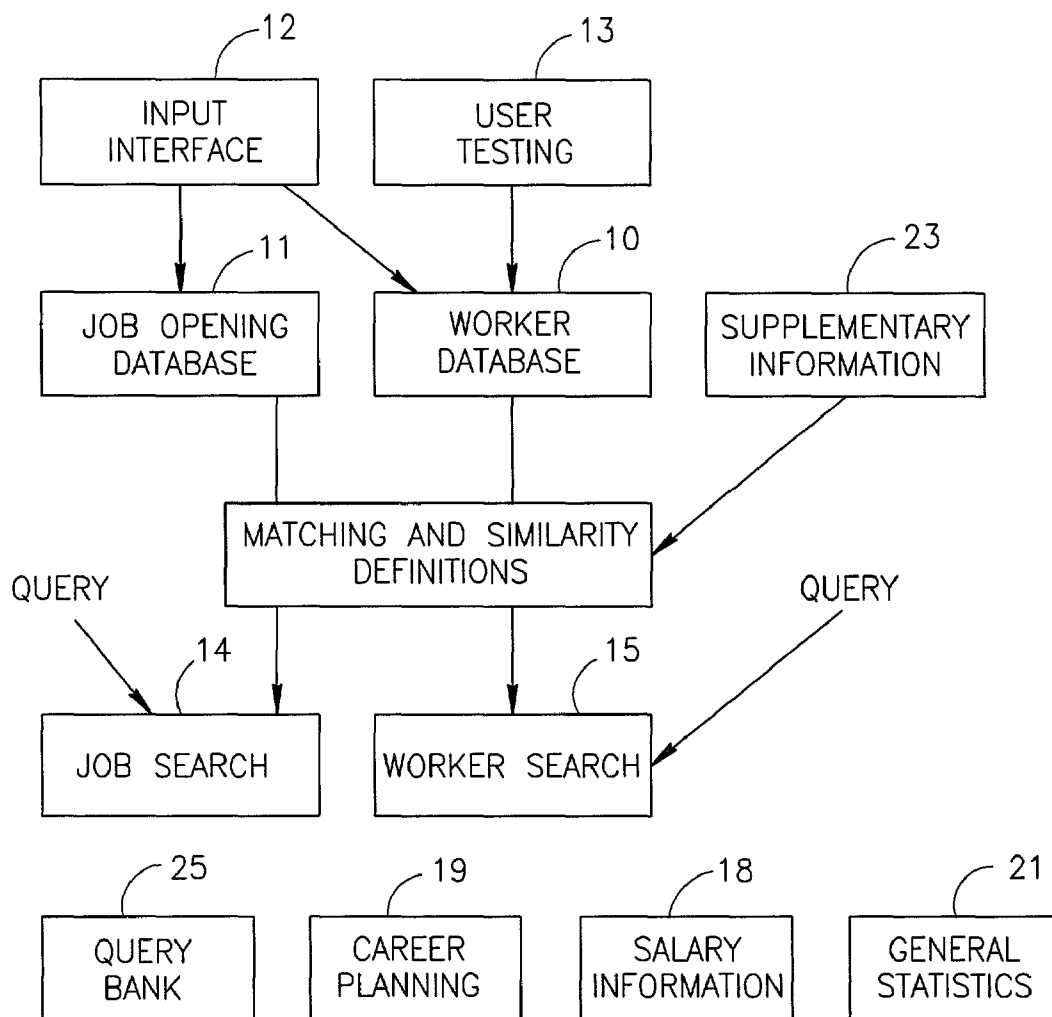 12
13
INPUT
INTERFACE
USER
TESTING
11
10
23
JOB OPENING
DATABASE
WORKER
DATABASE
SUPPLEMENTARY
INFORMATION
MATCHING AND SIMILARITY
DEFINITIONS
QUERY
QUERY
14
15
JOB SEARCH
WORKER SEARCH
25
19
18
21
QUERY
BANK
CAREER
PLANNING
SALARY
INFORMATION
GENERAL
STATISTICS